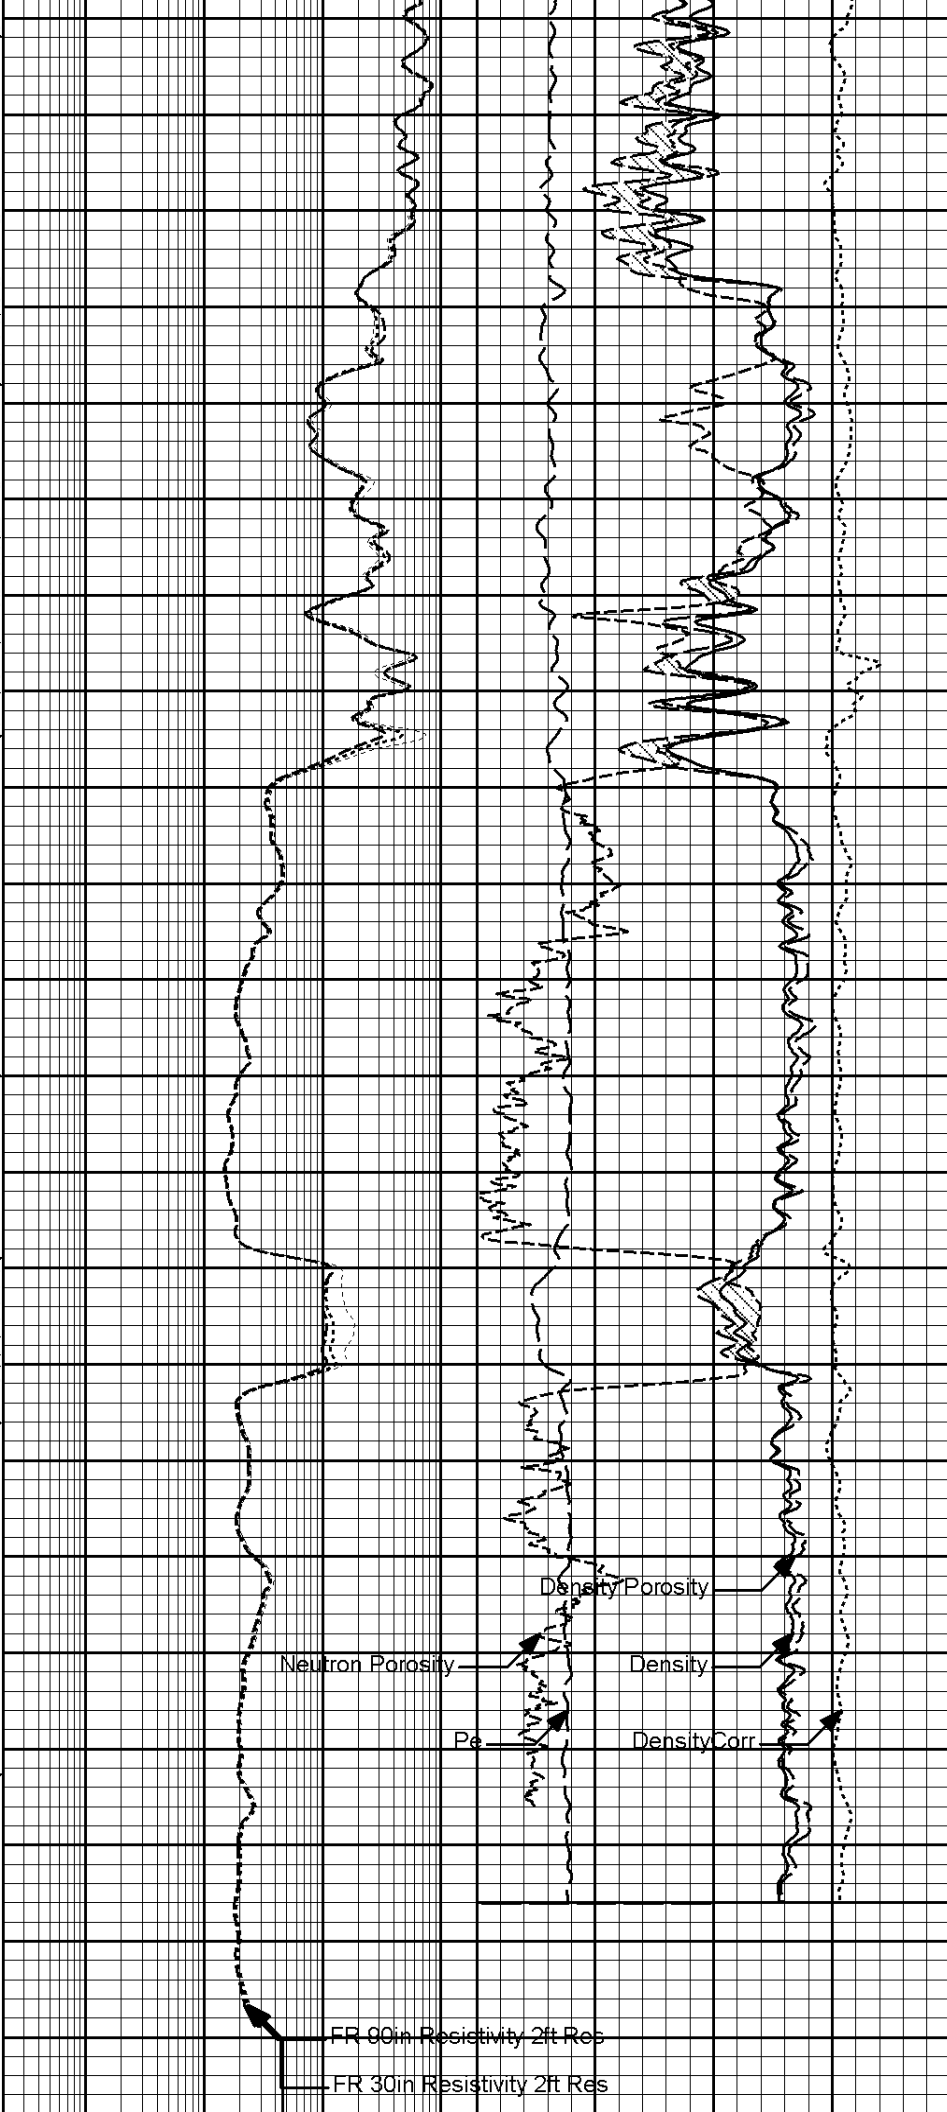 Density Porosity
Neutron Porosity
Density
Pe
DensityCorr
FR 90in Resistivity 2ft Res
FR 30in Resistivity 2ft Res